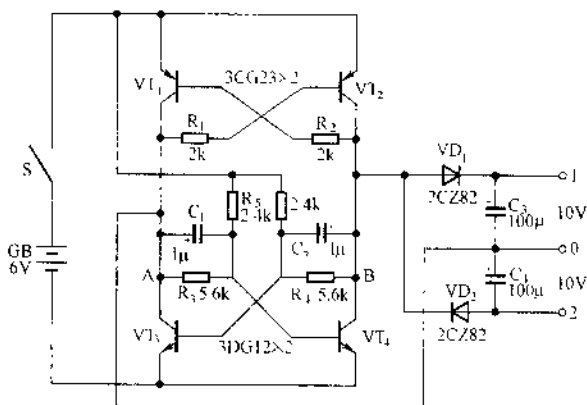 3CG23×2
VT₁
VT₂
R₁
2k
R₂
2k
VD₁
2CZ82
1
S
R₅
2.4k
2.4k
C₃
100μ
10V
C₁
1μ
C₂
1μ
0
GB
6V
A
B
R₃ 5.6k
R₄ 5.6k
C₄
100μ
10V
VD₂
2CZ82
2
VT₃
3DG12×2
VT₄